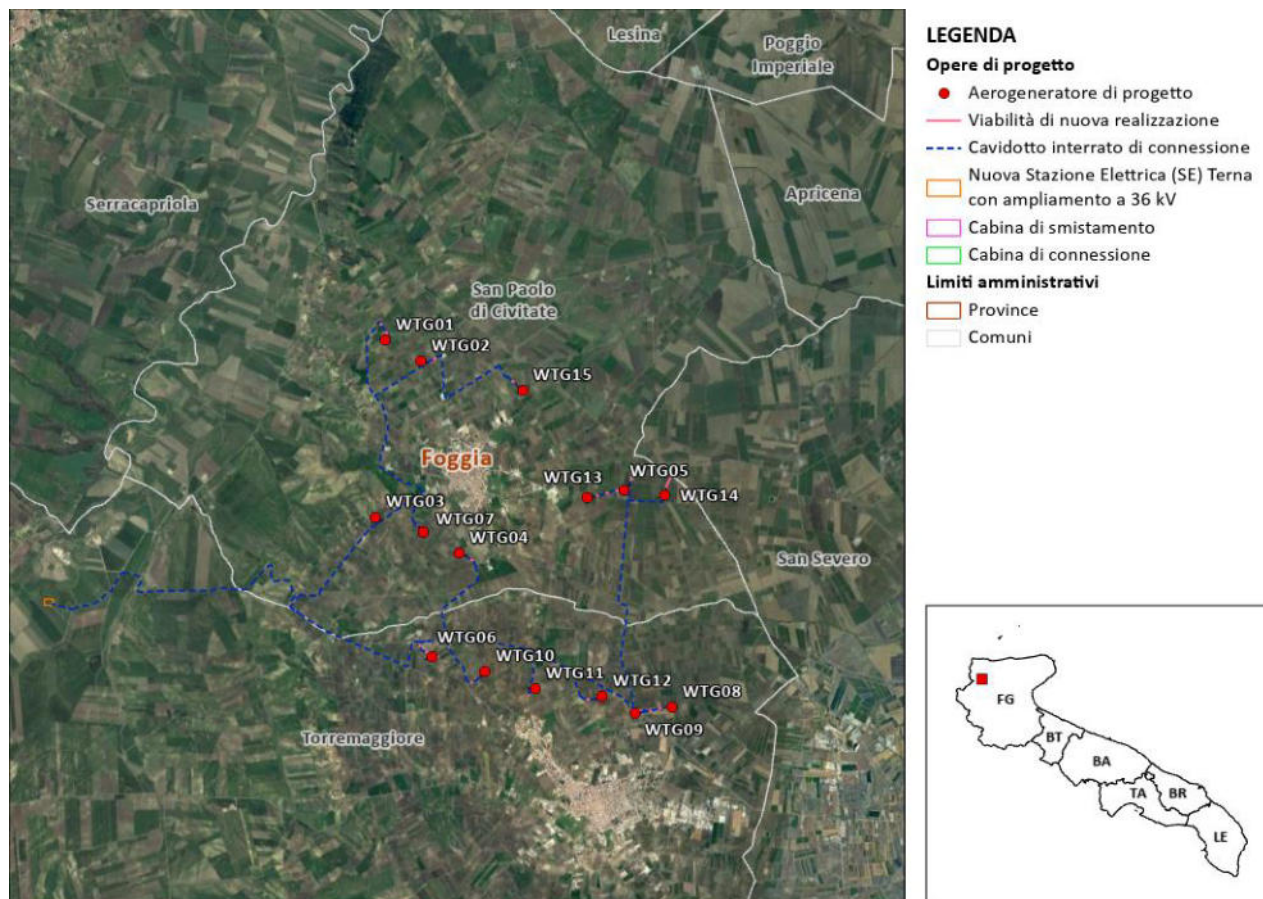 Lesina
Poggio
Imperiale
Serracapriola
Apricena
San Paolo
di Civitate
WTG01
WTG02
WTG15
Foggia
WTG13
WTG05
WTG14
WTG03
WTG07
WTG04
San Severo
WTG06
WTG10
WTG11
WTG12
WTG08
WTG09
Torremaggiore
LEGENDA
Opere di progetto
Aerogeneratore di progetto
Viabilità di nuova realizzazione
Cavidotto interrato di connessione
Nuova Stazione Elettrica (SE) Terna
con ampliamento a 36 kV
Cabina di smistamento
Cabina di connessione
Limiti amministrativi
Province
Comuni
FG
BT
BA
TA
BR
LE